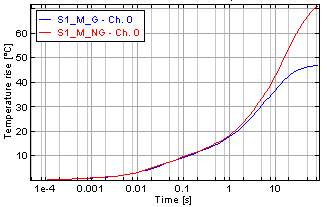 S1_M_G - Ch. 0
S1_M_NG - Ch. 0
Temperature rise [°C]
60
50
40
30
20
10
1e-4
0.001
0.01
0.1
1
10
Time [s]